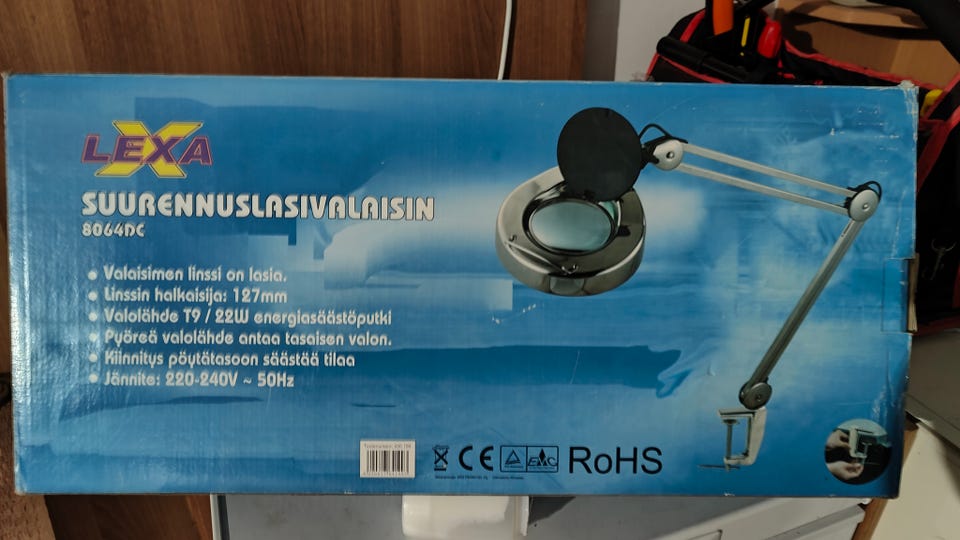 LEXA
SUURENNUSLASIVALAISIN
8064DC
Valaisimen linssi on lasia.
Linssin halkaisija: 127mm
Valolähde T9 / 22W energiasäästöputki
Pyöreä valolähde antaa tasaisen valon.
Kiinnitys pöytätasoon säästää tilaa
Jännite: 220-240V ~ 50Hz
CE
EMC
RoHS